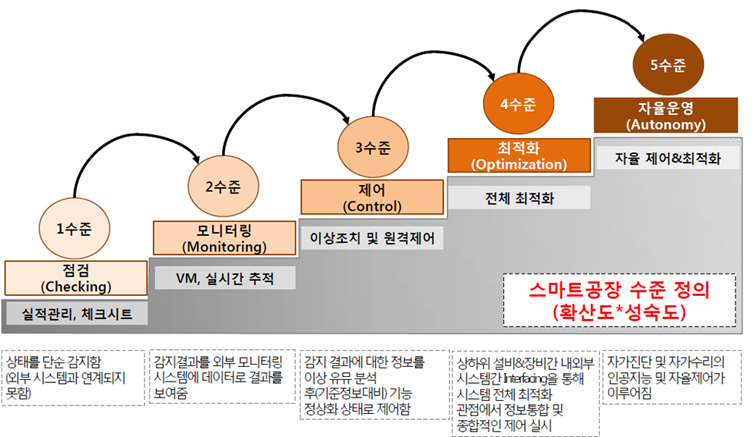 1수준
점검
(Checking)
실적관리, 체크시트
2수준
모니터링
(Monitoring)
VM, 실시간 추적
3수준
제어
(Control)
이상조치 및 원격제어
4수준
최적화
(Optimization)
전체 최적화
5수준
자율운영
(Autonomy)
자율 제어&최적화
스마트공장 수준 정의
(확산도*성숙도)
상태를 단순 감지함
(외부 시스템과 연계되지
못함)
감지결과를 외부 모니터링
시스템에 데이터로 결과를
보여줌
감지 결과에 대한 정보를
이상 유뮤 분석
후(기준정보대비) 기능
정상화 상태로 제어함
상하위 설비&장비간 내외부
시스템간 Interfacing을 통해
시스템 전체 최적화
관점에서 정보통합 및
종합적인 제어 실시
자가진단 및 자가수리의
인공지능 및 자율제어가
이루어짐